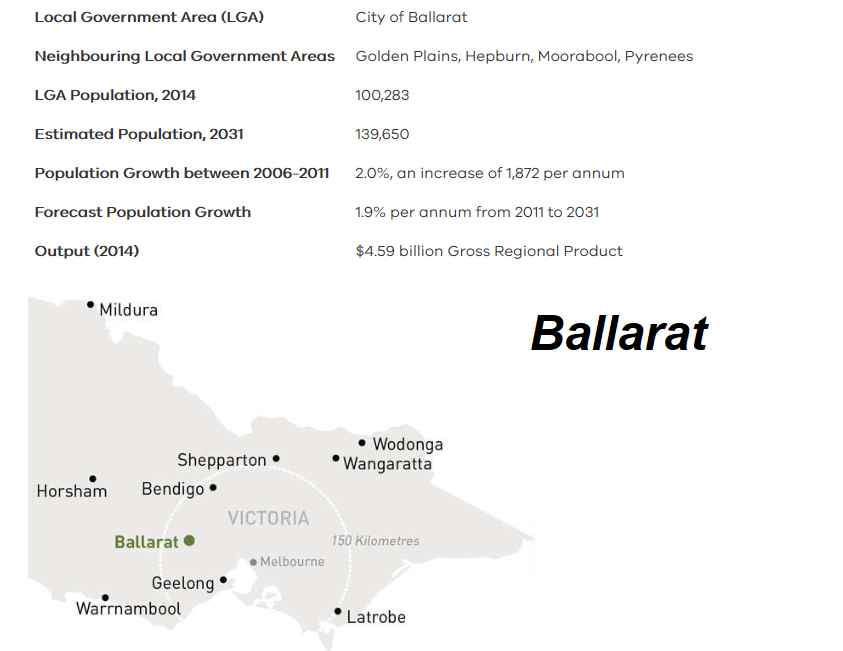 Local Government Area (LGA) City of Ballarat
Neighbouring Local Government Areas Golden Plains, Hepburn, Moorabool, Pyrenees
LGA Population, 2014 100,283
Estimated Population, 2031 139,650
Population Growth between 2006-2011 2.0%, an increase of 1,872 per annum
Forecast Population Growth 1.9% per annum from 2011 to 2031
Output (2014) $4.59 billion Gross Regional Product
Mildura
Ballarat
Wodonga
Shepparton
Wangaratta
Horsham
Bendigo
VICTORIA
Ballarat
150 Kilometres
Melbourne
Geelong
Warrnambool
Latrobe